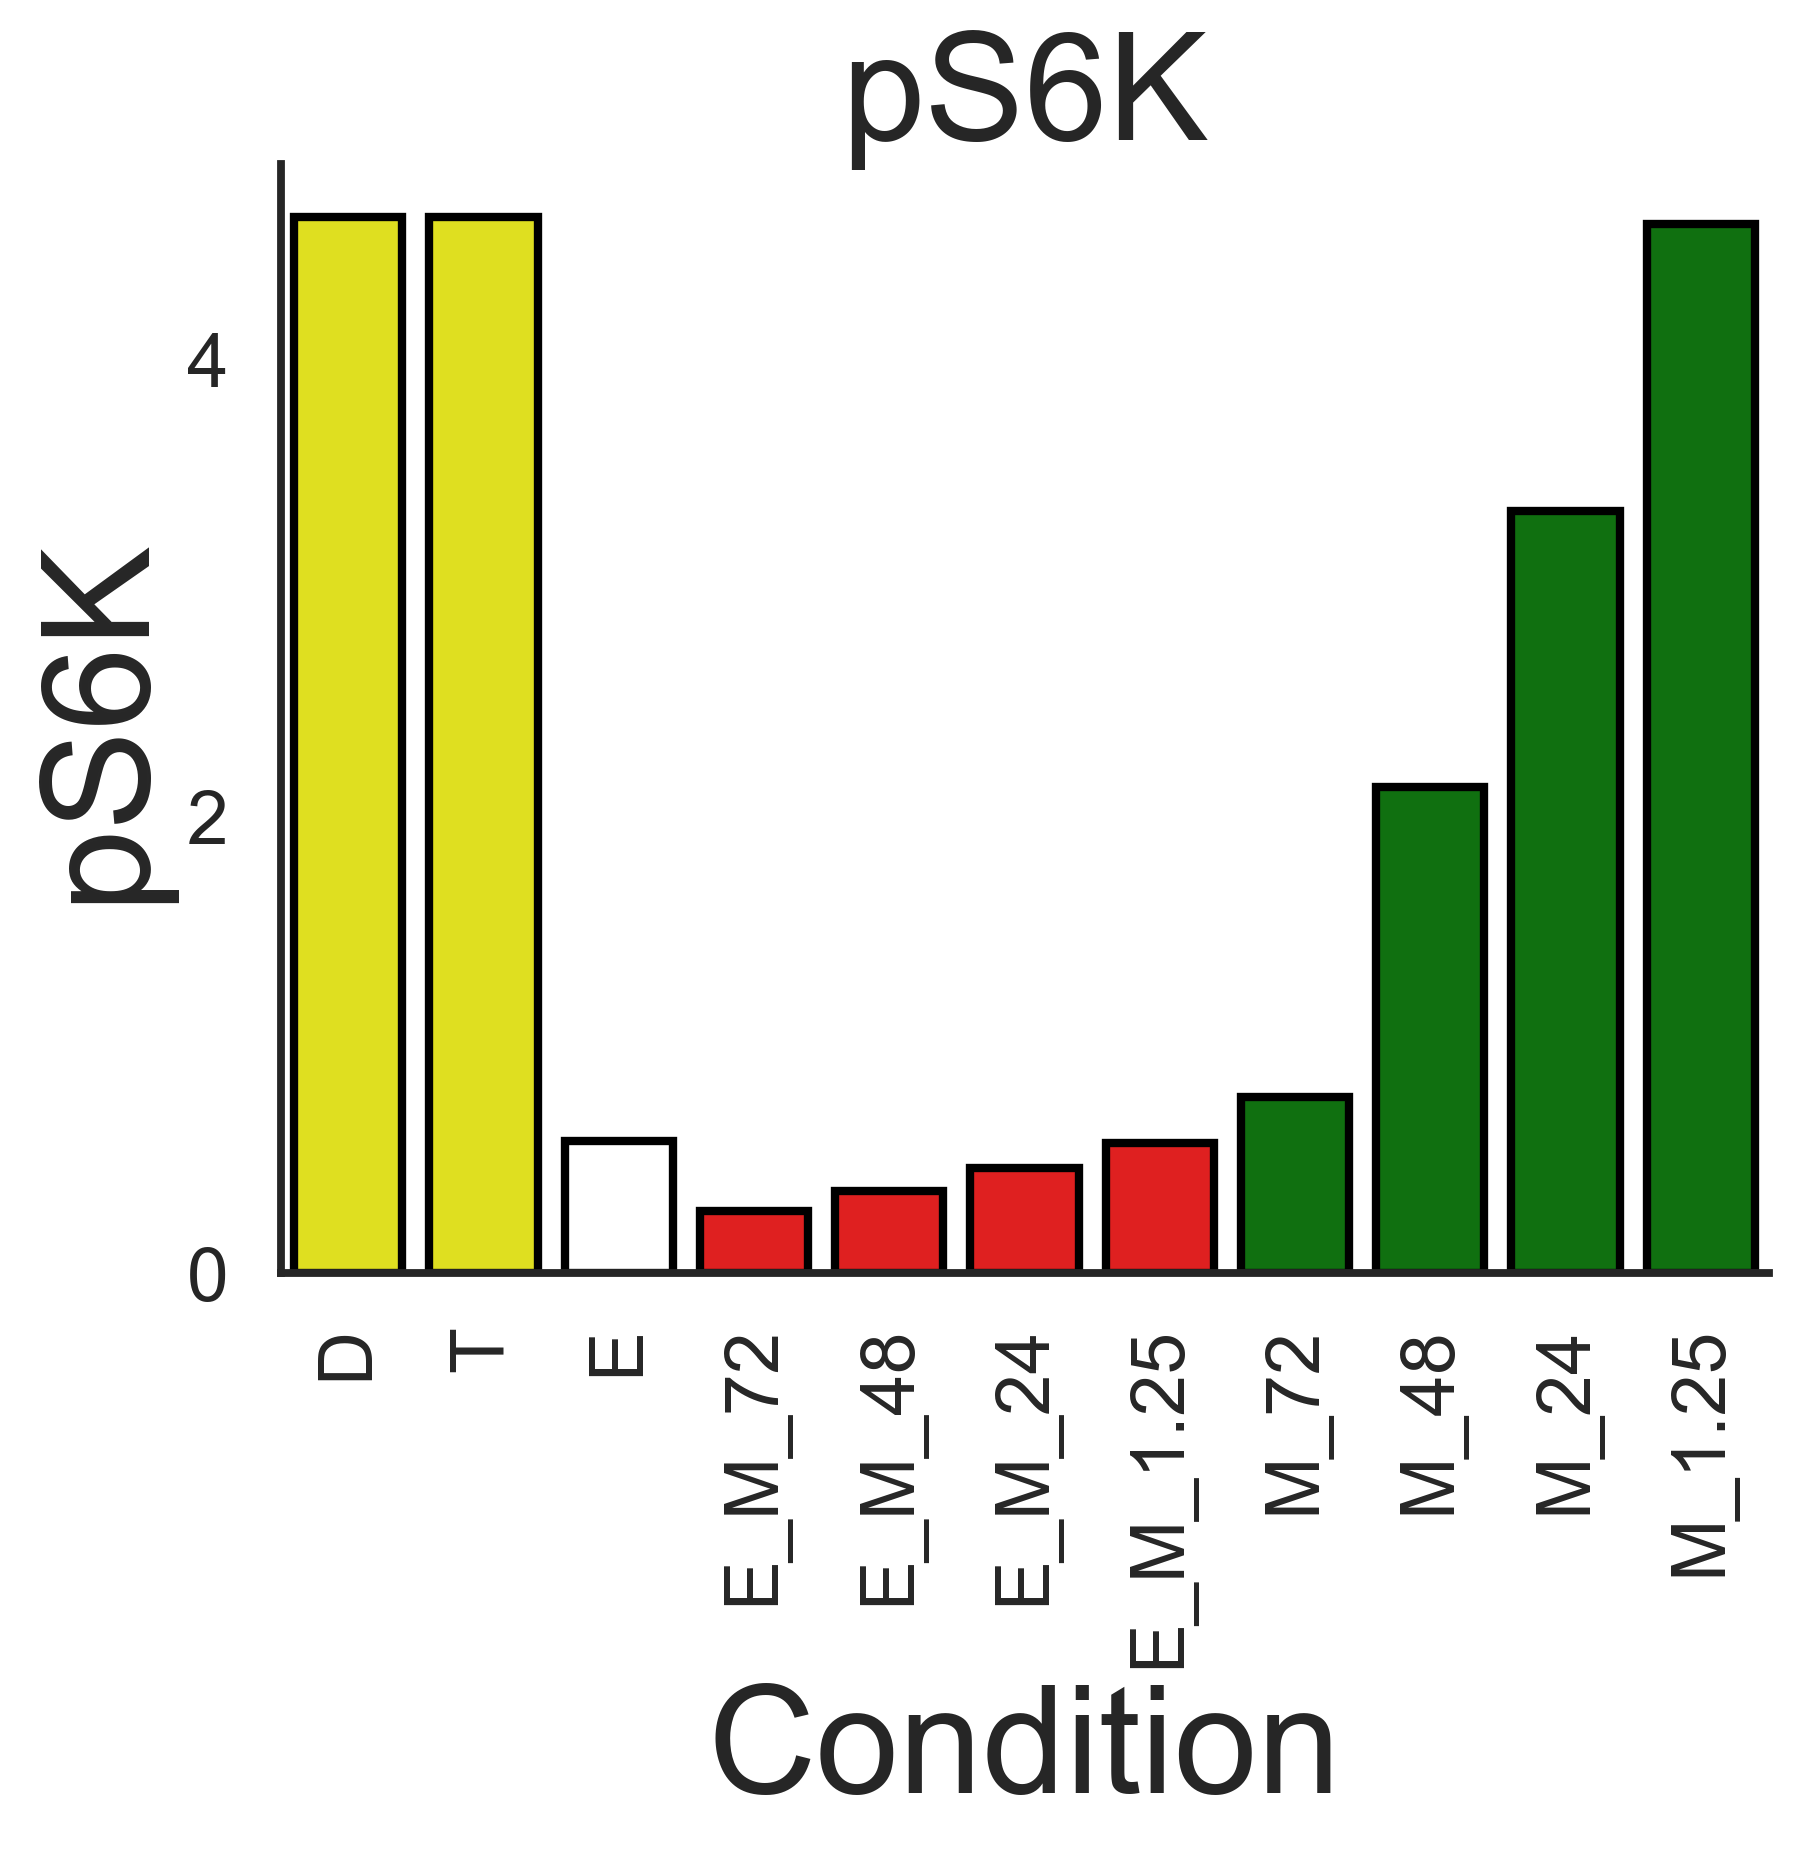 pS6K
pS6K
4
2
0
D
T
E
E_M_72
E_M_48
E_M_24
E_M_1.25
M_72
M_48
M_24
M_1.25
Condition